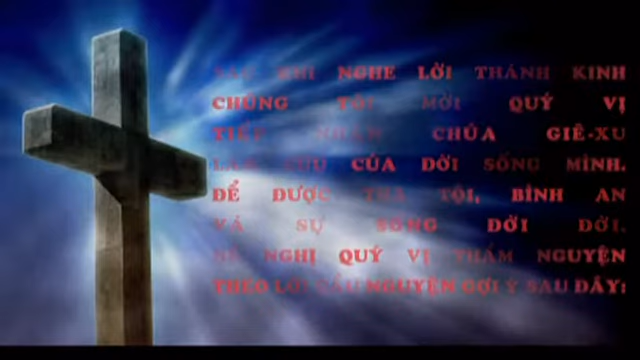 SAU KHI NGHE LỜI THÁNH KINH
CHÚNG TÔI MỜI QUÝ VỊ
TIẾP NHẬN CHÚA GIÊ-XU
LÀM CỦA ĐỜI SỐNG MÌNH.
ĐỂ ĐƯỢC THA TỘI, BÌNH AN
VÀ SỰ SỐNG ĐỜI ĐỜI.
ĐỀ NGHỊ QUÝ VỊ THẦM NGUYỆN
THEO LỜI CẦU NGUYỆN GỢI Ý SAU ĐÂY: